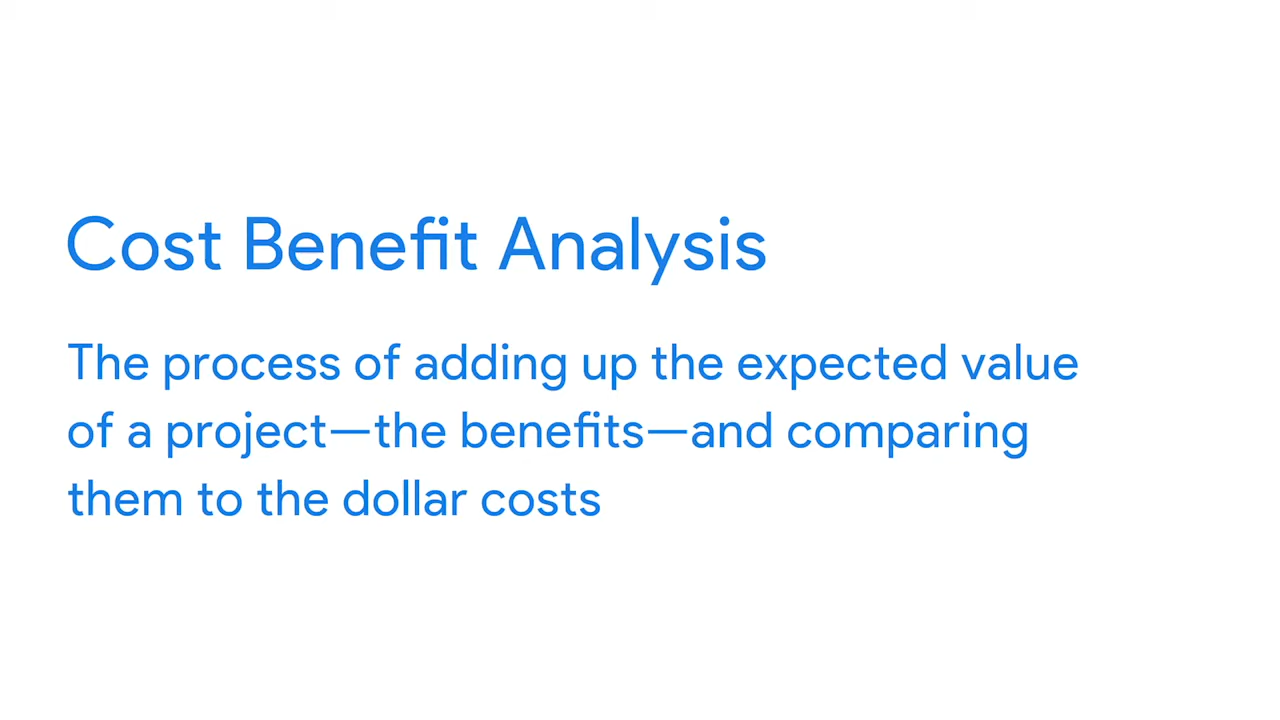 Cost Benefit Analysis
The process of adding up the expected value
of a project—the benefits—and comparing
them to the dollar costs